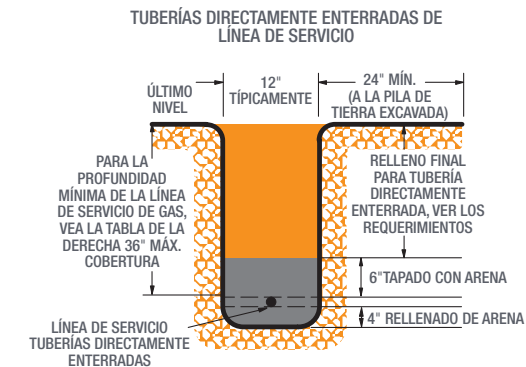 TUBERÍAS DIRECTAMENTE ENTERRADAS DE
LÍNEA DE SERVICIO
ÚLTIMO
NIVEL
12"
TÍPICAMENTE
24" MÍN.
(A LA PILA DE
TIERRA EXCAVADA)
PARA LA
PROFUNDIDAD
MÍNIMA DE LA LÍNEA
DE SERVICIO DE GAS,
VEA LA TABLA DE LA
DERECHA 36" MÁX.
COBERTURA
RELLENO FINAL
PARA TUBERÍA
DIRECTAMENTE
ENTERRADA, VER LOS
REQUERIMIENTOS
6"TAPADO CON ARENA
4" RELLENADO DE ARENA
LÍNEA DE SERVICIO
TUBERÍAS DIRECTAMENTE
ENTERRADAS